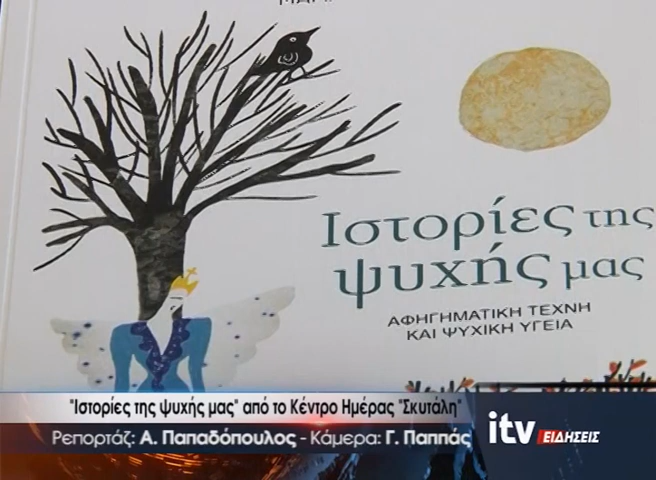 Ιστορίες της
ψυχής μας
ΑΦΗΓΗΜΑΤΙΚΗ ΤΕΧΝΗ
ΚΑΙ ΨΥΧΙΚΗ ΥΓΕΙΑ
"Ιστορίες της ψυχής μας" από το Κέντρο Ημέρας "Σκυτάλη"
Ρεπορτάζ: Α. Παπαδόπουλος - Κάμερα: Γ. Παππάς
itv ΕΙΔΗΣΕΙΣ